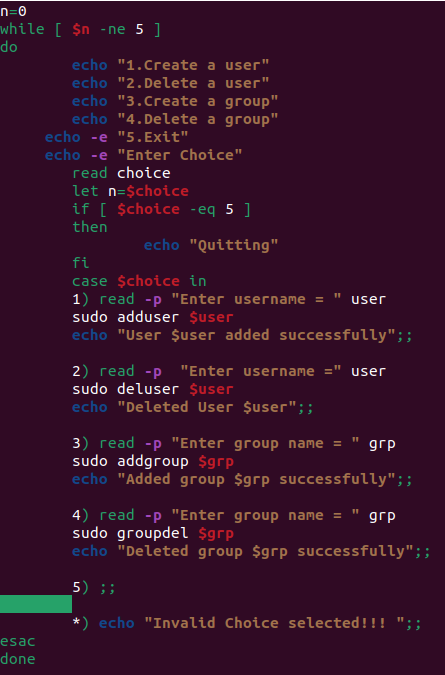 n=0
while [ $n -ne 5 ]
do
        echo "1.Create a user"
        echo "2.Delete a user"
        echo "3.Create a group"
        echo "4.Delete a group"
     echo -e "5.Exit"
     echo -e "Enter Choice"
        read choice
        let n=$choice
        if [ $choice -eq 5 ]
        then
                echo "Quitting"
        fi
        case $choice in
        1) read -p "Enter username = " user
        sudo adduser $user
        echo "User $user added successfully";;

        2) read -p  "Enter username =" user
        sudo deluser $user
        echo "Deleted User $user";;

        3) read -p "Enter group name = " grp
        sudo addgroup $grp
        echo "Added group $grp successfully";;

        4) read -p "Enter group name = " grp
        sudo groupdel $grp
        echo "Deleted group $grp successfully";;

        5) ;;

        *) echo "Invalid Choice selected!!! ";;
esac
done